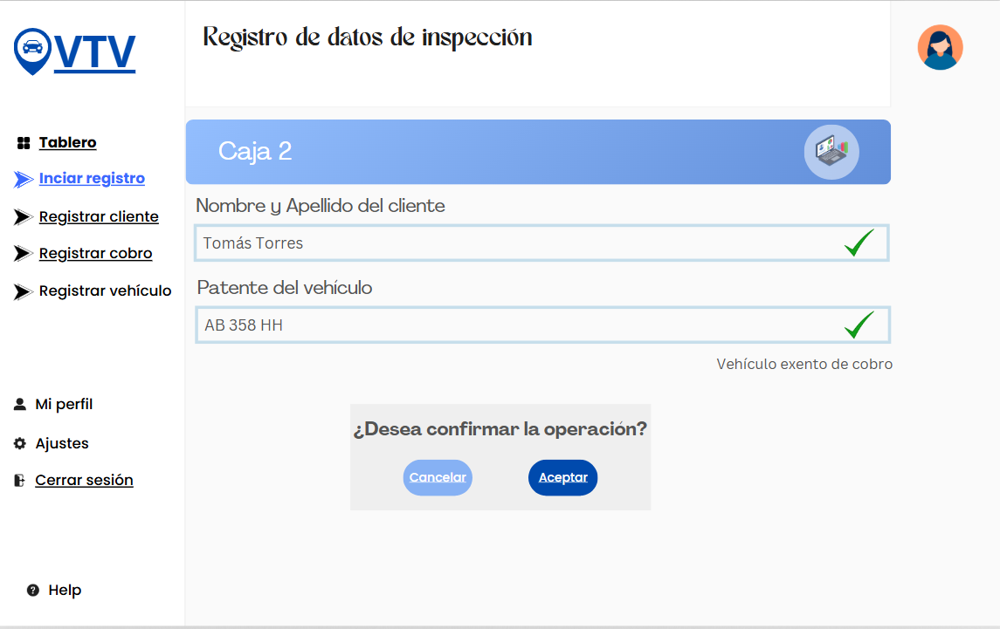 VTV
Registro de datos de inspección
Tablero
Inciar registro
Registrar cliente
Registrar cobro
Registrar vehículo
Mi perfil
Ajustes
Cerrar sesión
Help
Caja 2
Nombre y Apellido del cliente
Tomás Torres
Patente del vehículo
AB 358 HH
Vehículo exento de cobro
¿Desea confirmar la operación?
Cancelar
Aceptar